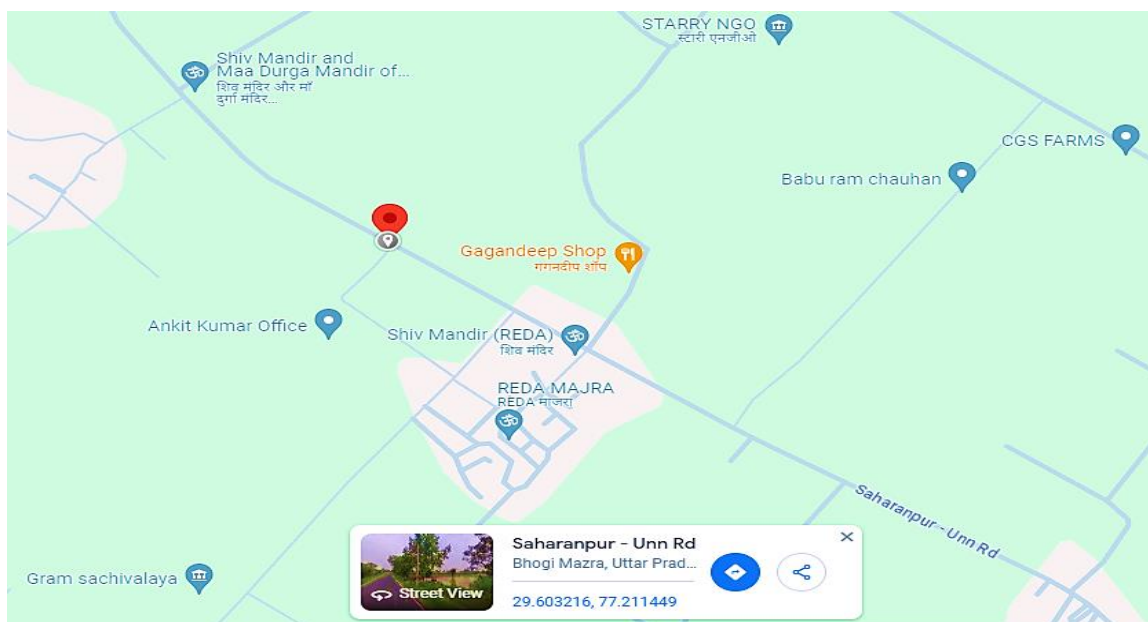 STARRY NGO
स्टारी एनजीओ
Shiv Mandir and
Maa Durga Mandir of...
शिव मंदिर और माँ
दुर्गा मंदिर...
CGS FARMS
Babu ram chauhan
Gagandeep Shop
गगनदीप शॉप
Ankit Kumar Office
Shiv Mandir (REDA)
शिव मंदिर
REDA MAJRA
REDA माजरा
Saharanpur - Unn Rd
Gram sachivalaya
Street View
Saharanpur - Unn Rd
Bhogi Mazra, Uttar Prad...
29.603216, 77.211449